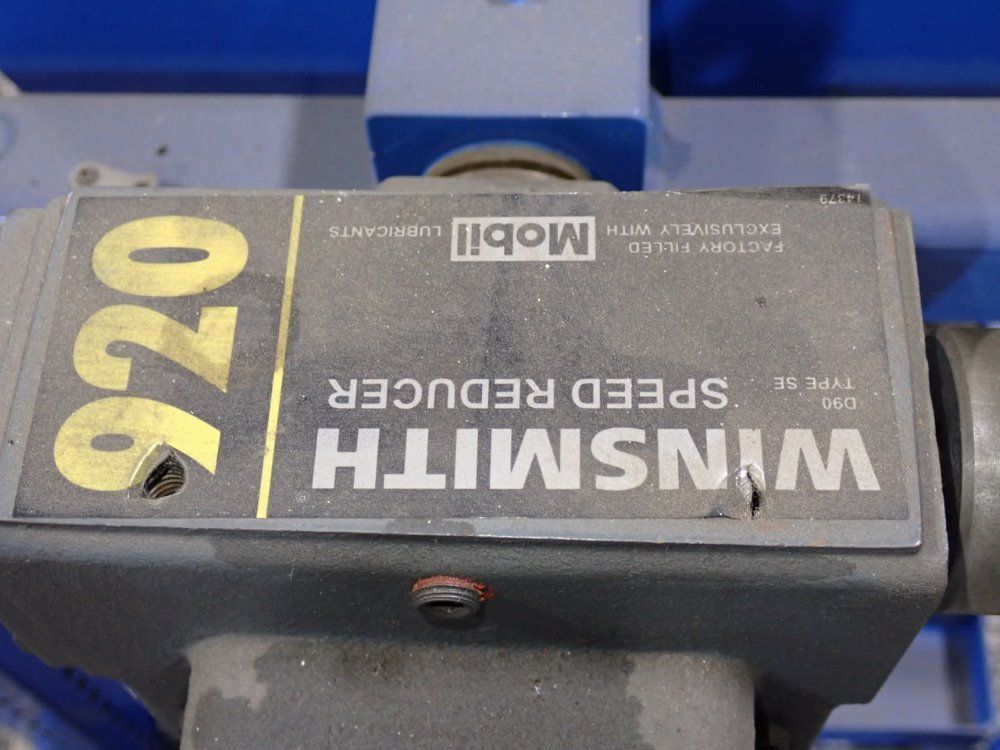 WINSMITH®
D90 SPEED REDUCER
TYPE SE
920
FACTORY FILLED
EXCLUSIVELY WITH Mobil LUBRICANTS
14379